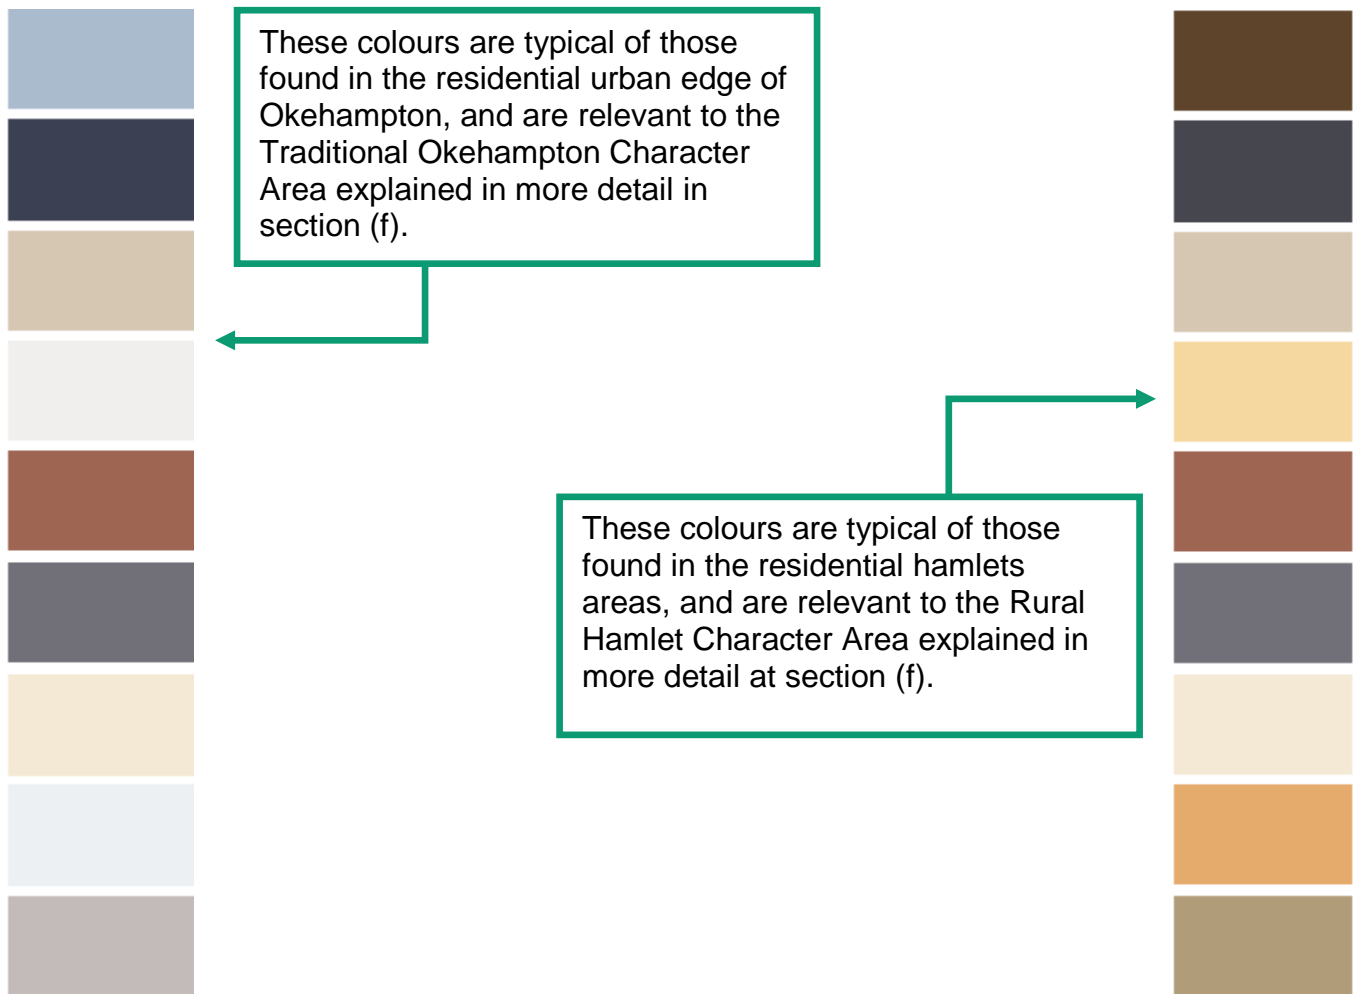 These colours are typical of those
found in the residential urban edge of
Okehampton, and are relevant to the
Traditional Okehampton Character
Area explained in more detail in
section (f).
These colours are typical of those
found in the residential hamlets
areas, and are relevant to the Rural
Hamlet Character Area explained in
more detail at section (f).